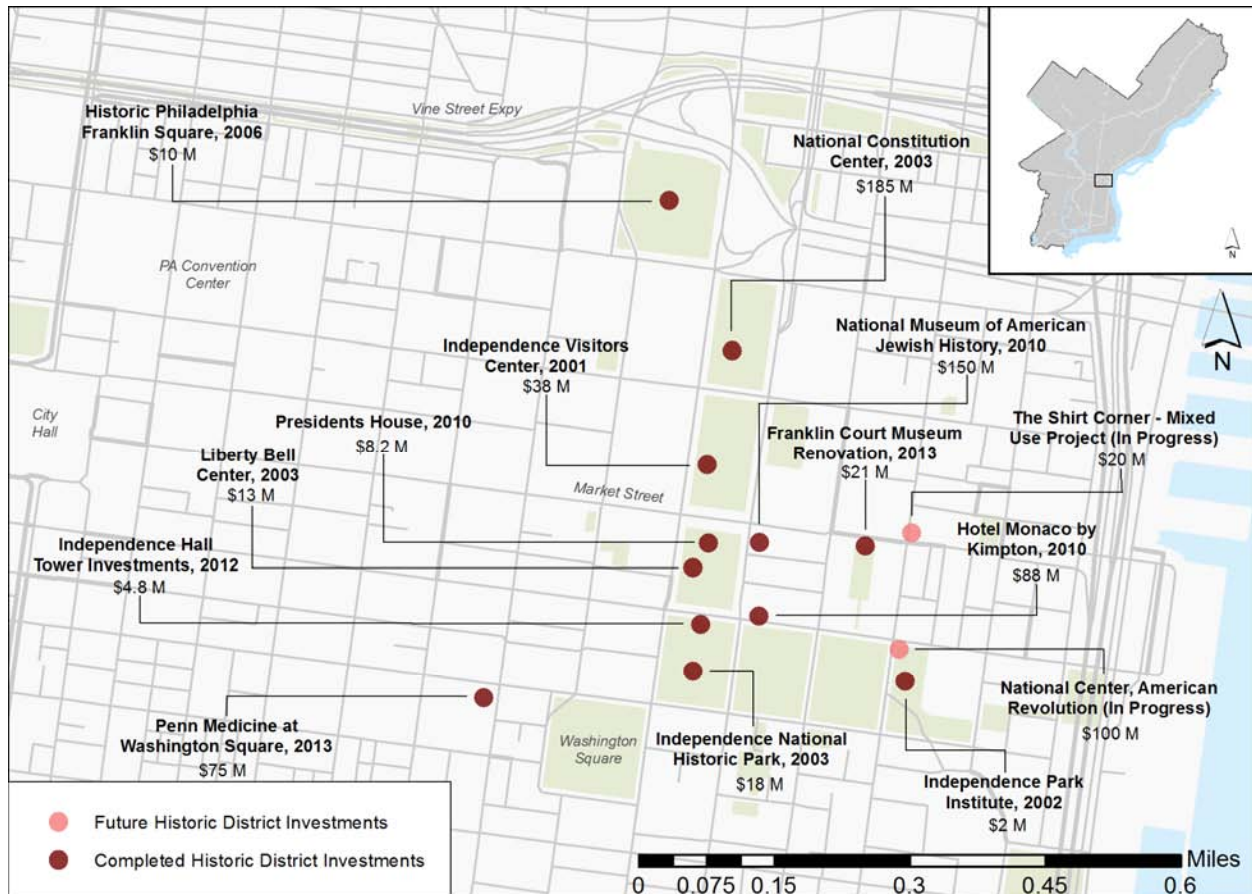 Vine Street Expy
Historic Philadelphia
Franklin Square, 2006
$10 M
National Constitution
Center, 2003
$185 M
N
PA Convention
Center
N
National Museum of American
Jewish History, 2010
$150 M
Independence Visitors
Center, 2001
$38 M
City
Hall
Presidents House, 2010
$8.2 M
The Shirt Corner - Mixed
Use Project (In Progress)
$20 M
Franklin Court Museum
Renovation, 2013
$21 M
Liberty Bell
Center, 2003
$13 M
Market Street
Hotel Monaco by
Kimpton, 2010
$88 M
Independence Hall
Tower Investments, 2012
$4.8 M
National Center, American
Revolution (In Progress)
$100 M
Penn Medicine at
Washington Square, 2013
$75 M
Washington
Square
Independence National
Historic Park, 2003
$18 M
Independence Park
Institute, 2002
$2 M
Future Historic District Investments
Completed Historic District Investments
Miles
0 0.075 0.15 0.3 0.45 0.6